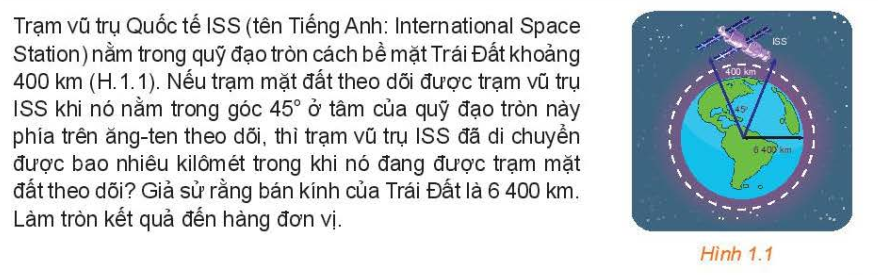 Trạm vũ trụ Quốc tế ISS (tên Tiếng Anh: International Space
Station) nằm trong quỹ đạo tròn cách bề mặt Trái Đất khoảng
400 km (H.1.1). Nếu trạm mặt đất theo dõi được trạm vũ trụ
ISS khi nó nằm trong góc 45° ở tâm của quỹ đạo tròn này
phía trên ăng-ten theo dõi, thì trạm vũ trụ ISS đã di chuyển
được bao nhiêu kilômét trong khi nó đang được trạm mặt
đất theo dõi? Giả sử rằng bán kính của Trái Đất là 6 400 km.
Làm tròn kết quả đến hàng đơn vị.
ISS
400 km
45°
6 400 km
Hình 1.1